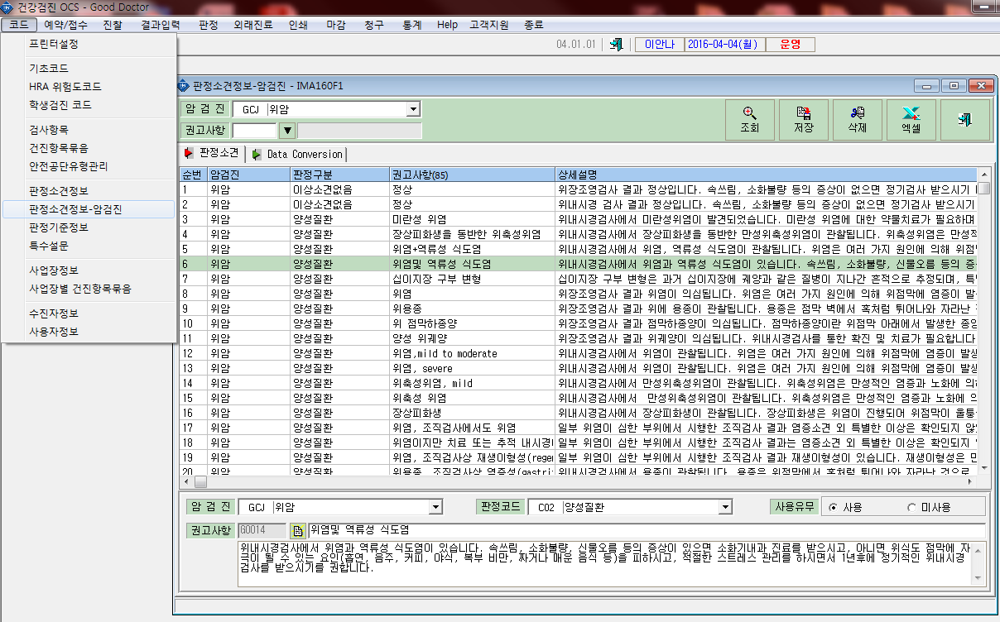 건강검진 OCS - Good Doctor
코드 예약/접수 진찰 결과입력 판정 외래진료 인쇄 마감 청구 통계 Help 고객지원 종료
04.01.01 이안나 2016-04-04(월) 운영
프린터설정
기초코드
HRA 위험도코드
학생검진 코드
검사항목
건진항목묶음
안전공단유형관리
판정소견정보
판정소견정보-암검진
판정기준정보
특수설문
사업장정보
사업장별 건진항목묶음
수진자정보
사용자정보
판정소견정보-암검진 - IMA160F1
암 검 진 GCJ 위암
권고사항
조회 저장 삭제 엑셀
판정소견 Data Conversion
순번 암검진 판정구분 권고사항(85) 상세설명
1 위암 이상소견없음 정상 위장조영검사 결과 정상입니다. 속쓰림, 소화불량 등의 증상이 없으면 정기검사 받으시기
2 위암 이상소견없음 정상 위내시경 검사 결과 정상입니다. 속쓰림, 소화불량 등의 증상이 없으면 정기검사 받으시기
3 위암 양성질환 미란성 위염 위내시경검사에서 미란성위염이 발견되었습니다. 미란성 위염에 대한 약물치료가 필요하며
4 위암 양성질환 장상피화생을 동반한 위축성위염 위내시경검사에서 장상피화생을 동반한 만성위축성위염이 관찰됩니다. 위축성위염은 만성적
5 위암 양성질환 위염+역류성 식도염 위내시경검사에서 위염, 역류성 식도염이 관찰됩니다. 위염은 여러 가지 원인에 의해 위점
6 위암 양성질환 위염및 역류성 식도염 위내시경검사에서 위염과 역류성 식도염이 있습니다. 속쓰림, 소화불량, 신물오름 등의 증
7 위암 양성질환 십이지장 구부 변형 십이지장 구부 변형은 과거 십이지장에 궤양과 같은 질병이 지나간 흔적으로 추정되며, 특
8 위암 양성질환 위염 위장조영검사 결과 위염이 의심됩니다. 위염은 여러 가지 원인에 의해 위점막에 염증이 발
9 위암 양성질환 위용종 위장조영검사 결과 위에 용종이 관찰됩니다. 용종은 점막 벽에서 혹처럼 튀어나와 자라난
10 위암 양성질환 위 점막하종양 위장조영검사 결과 점막하종양이 의심됩니다. 점막하종양이란 위점막 아래에서 발생한 종양
11 위암 양성질환 양성 위궤양 위장조영검사 결과 위궤양이 의심됩니다. 위내시경검사를 통한 확진 및 치료가 필요합니다
12 위암 양성질환 위염,mild to moderate 위내시경검사에서 위염이 관찰됩니다. 위염은 여러 가지 원인에 의해 위점막에 염증이 발생
13 위암 양성질환 위염, severe 위내시경검사에서 위염이 관찰됩니다. 위염은 여러 가지 원인에 의해 위점막에 염증이 발생
14 위암 양성질환 위축성위염, mild 위내시경검사에서 만성위축성위염이 관찰됩니다. 위축성위염은 만성적인 염증과 노화에 의
15 위암 양성질환 위축성 위염 위내시경검사에서 만성위축성위염이 관찰됩니다. 위축성위염은 만성적인 염증과 노화에 의
16 위암 양성질환 장상피화생 위내시경검사에서 장상피화생이 관찰됩니다. 장상피화생은 위염이 진행되어 위점막이 울퉁
17 위암 양성질환 위염, 조직검사에서도 위염 일부 위염이 심한 부위에서 시행한 조직검사 결과 염증소견 외 특별한 이상은 확인되지 않
18 위암 양성질환 위염이지만 치료 또는 추적 내시경 일부 위염이 심한 부위에서 시행한 조직검사 결과는 염증소견 외 특별한 이상은 확인되지
19 위암 양성질환 위염, 조직검사상 재생이형성(reger 일부 위염이 심한 부위에서 시행한 조직검사 결과 재생이형성이 있습니다. 재생이형성은 만
20 위암 양성질환 위용종, 조직검사상 염증성(gastri 위내시경검사에서 용종이 관찰됩니다. 용종은 위점막에서 혹처럼 튀어나와 자라난 것으로
암 검 진 GCJ 위암 판정코드 C02 양성질환 사용유무 사용 미사용
권고사항 G0014 위염및 역류성 식도염
위내시경검사에서 위염과 역류성 식도염이 있습니다. 속쓰림, 소화불량, 신물오름 등의 증상이 있으면 소화기내과 진료를 받으시고, 아니면 위식도 점막에 자
극이 될 수 있는 요인(흡연, 음주, 커피, 야식, 복부 비만, 짜거나 매운 음식 등)을 피하시고, 적절한 스트레스 관리를 하시면서 1년후에 정기적인 위내시경
검사를 받으시기를 권합니다.